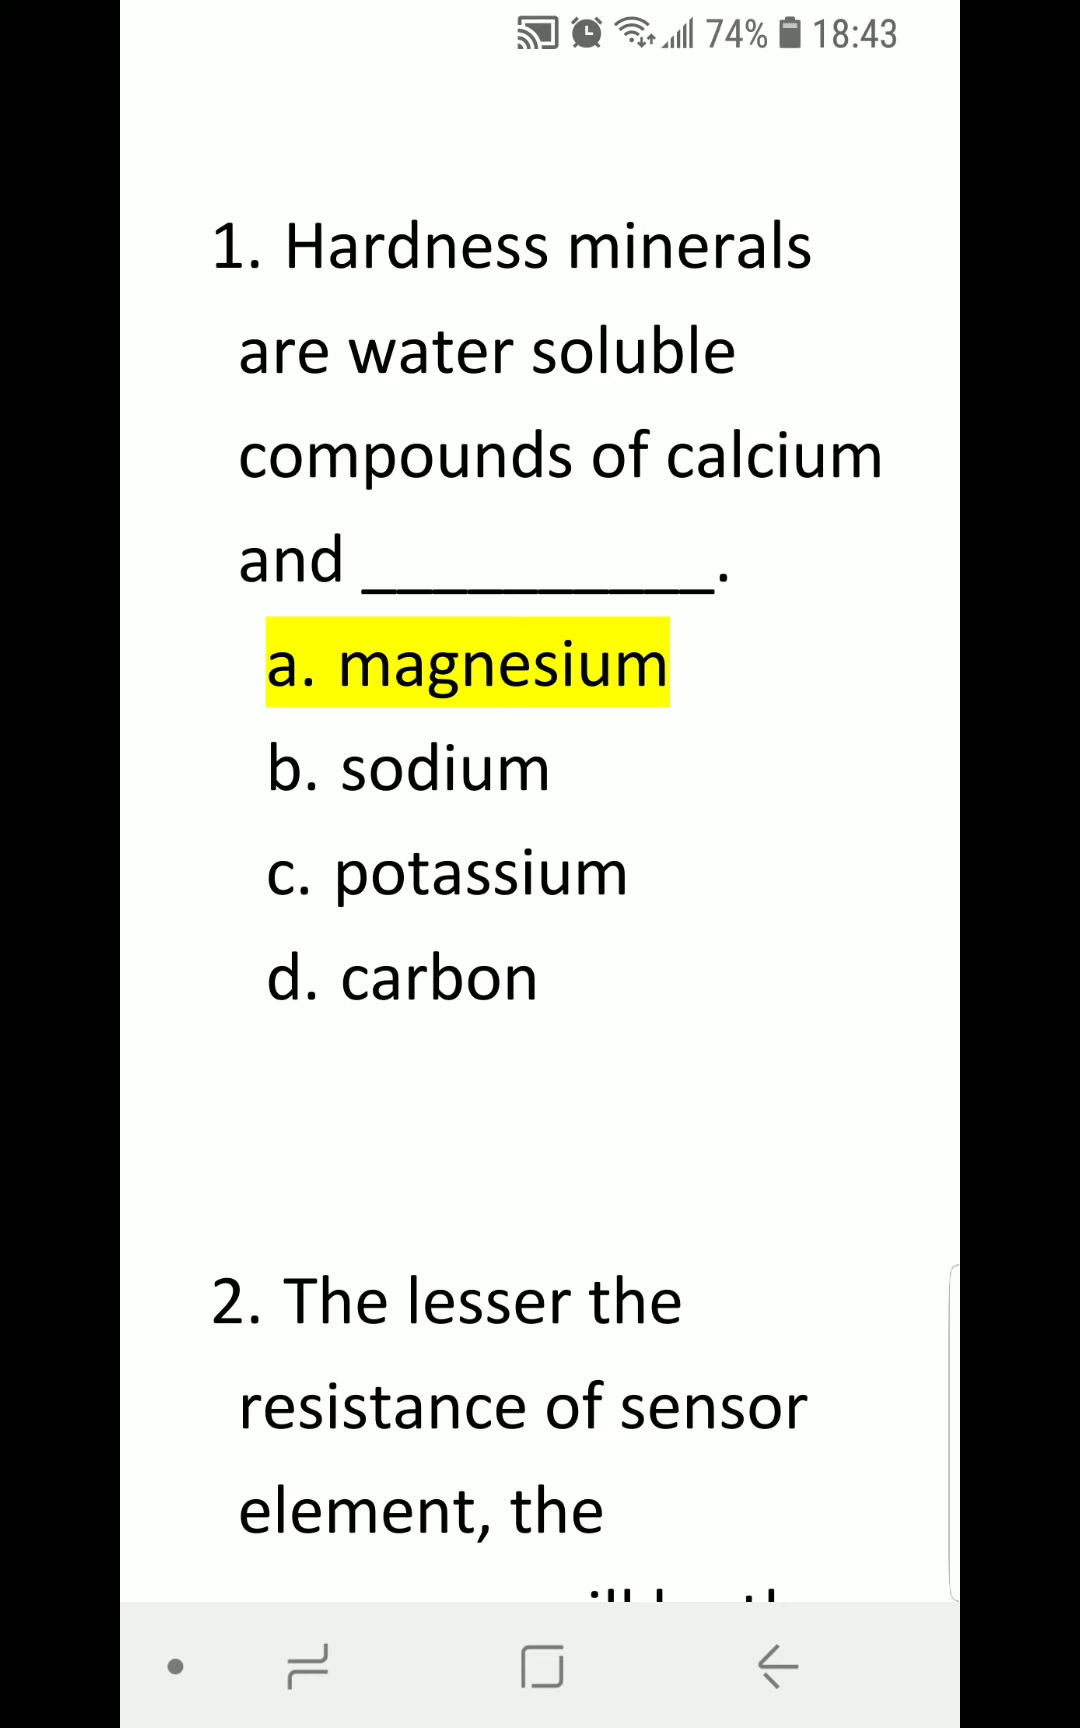 74% 18:43
1. Hardness minerals
are water soluble
compounds of calcium
and __________.
a. magnesium
b. sodium
c. potassium
d. carbon
2. The lesser the
resistance of sensor
element, the